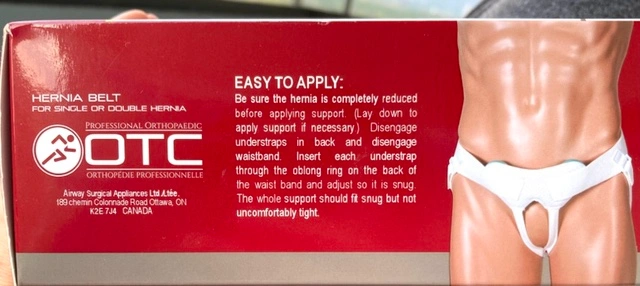 HERNIA BELT
FOR SINGLE OR DOUBLE HERNIA
PROFESSIONAL ORTHOPAEDIC
OTC
ORTHOPÉDIE PROFESSIONNELLE
Airway Surgical Appliances Ltd./Ltée.
189 chemin Colonnade Road Ottawa, ON
K2E 7J4 CANADA
EASY TO APPLY:
Be sure the hernia is completely reduced
before applying support. (Lay down to
apply support if necessary.) Disengage
understraps in back and disengage
waistband. Insert each understrap
through the oblong ring on the back of
the waist band and adjust so it is snug.
The whole support should fit snug but not
uncomfortably tight.